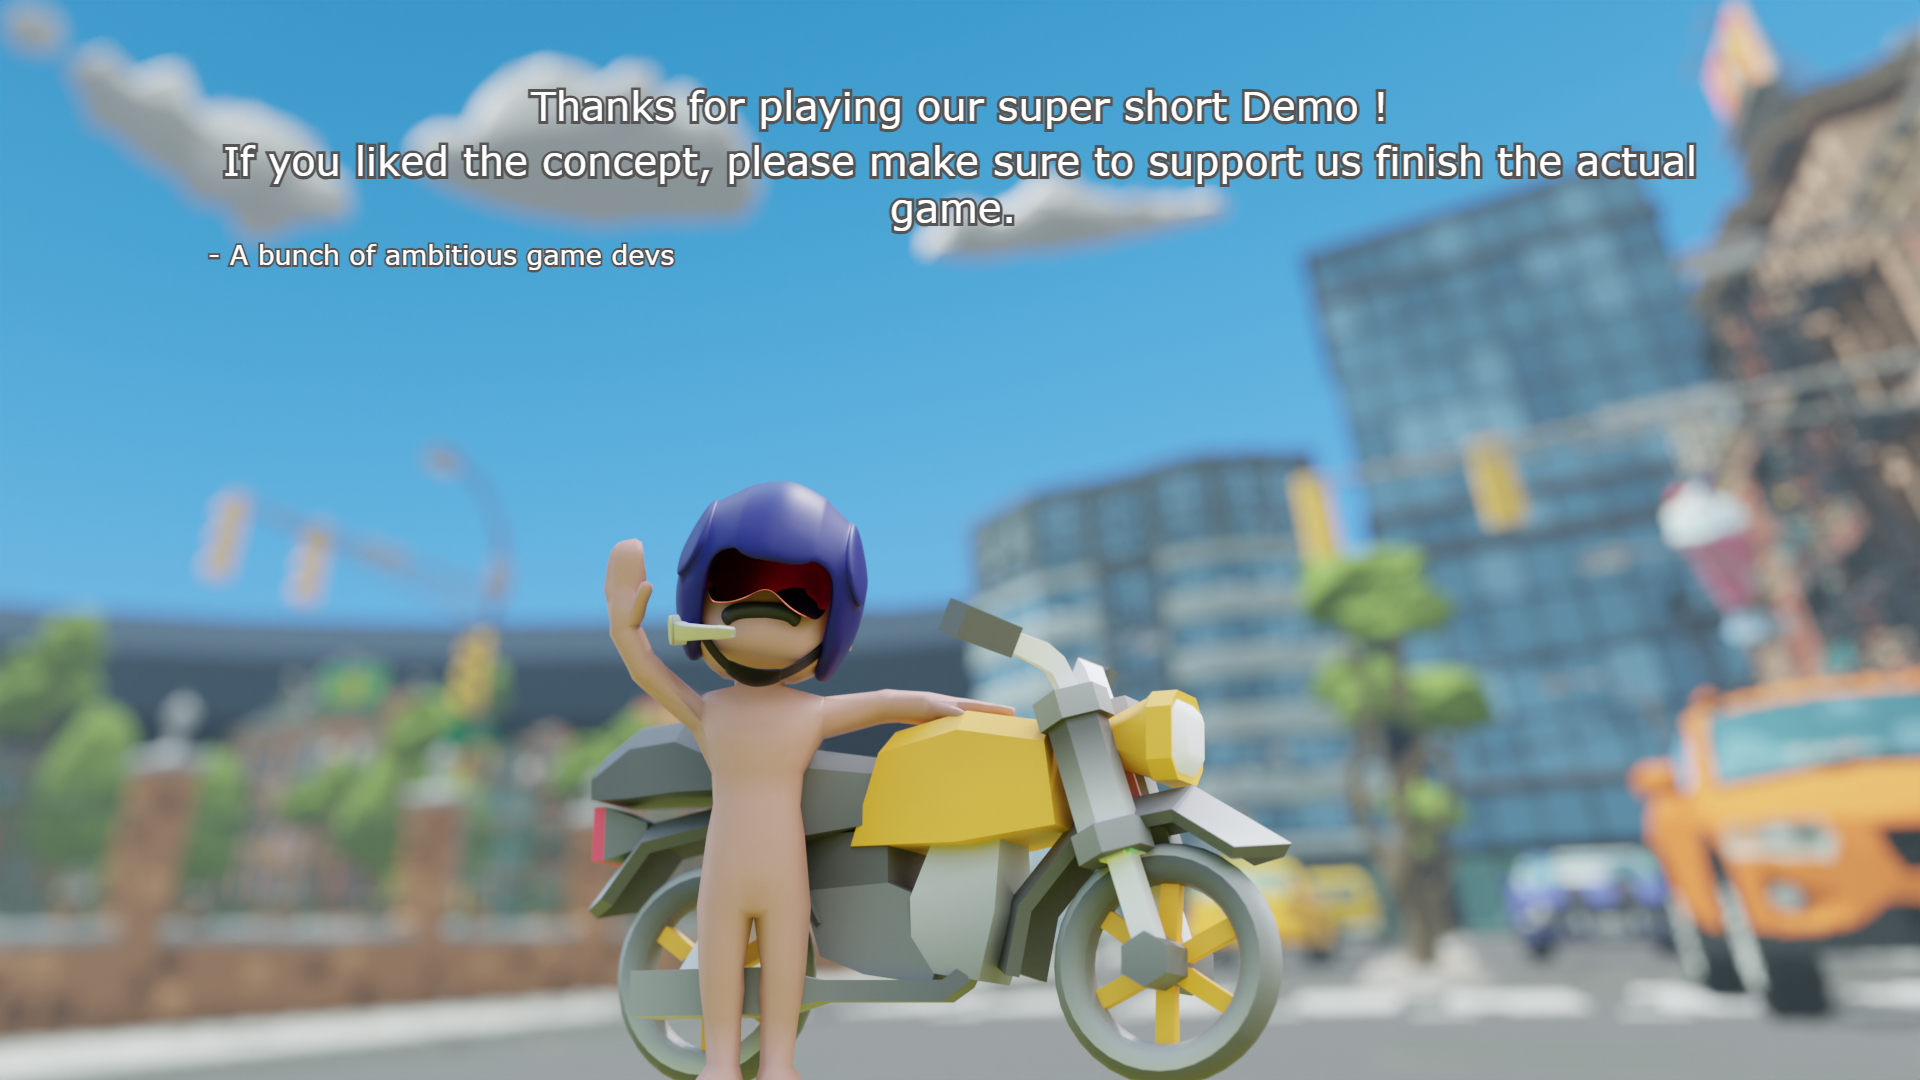 Thanks for playing our super short Demo !
If you liked the concept, please make sure to support us finish the actual
game.
- A bunch of ambitious game devs